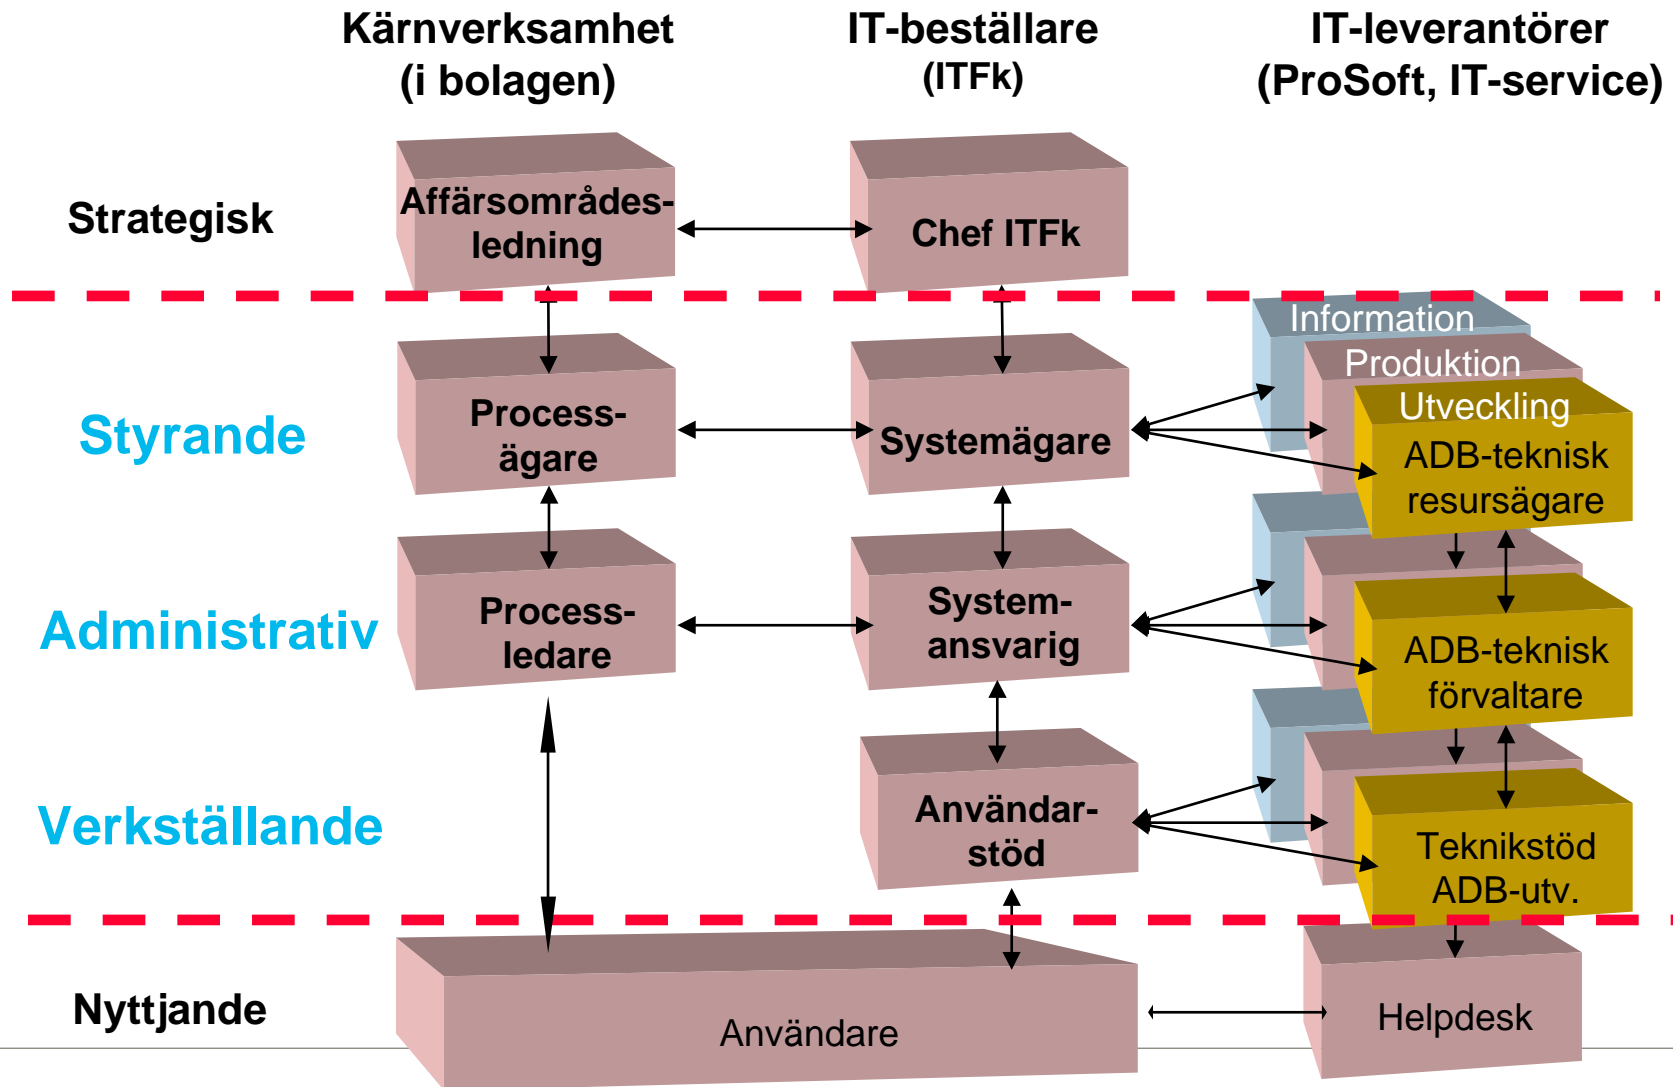 Kärnverksamhet
(i bolagen)
IT-beställare
(ITFk)
IT-leverantörer
(ProSoft, IT-service)
Strategisk
Affärsområdes-
ledning
Chef ITFk
Styrande
Process-
ägare
Systemägare
Information
Produktion
Utveckling
ADB-teknisk
resursägare
Administrativ
Process-
ledare
System-
ansvarig
ADB-teknisk
förvaltare
Verkställande
Användar-
stöd
Teknikstöd
ADB-utv.
Nyttjande
Användare
Helpdesk